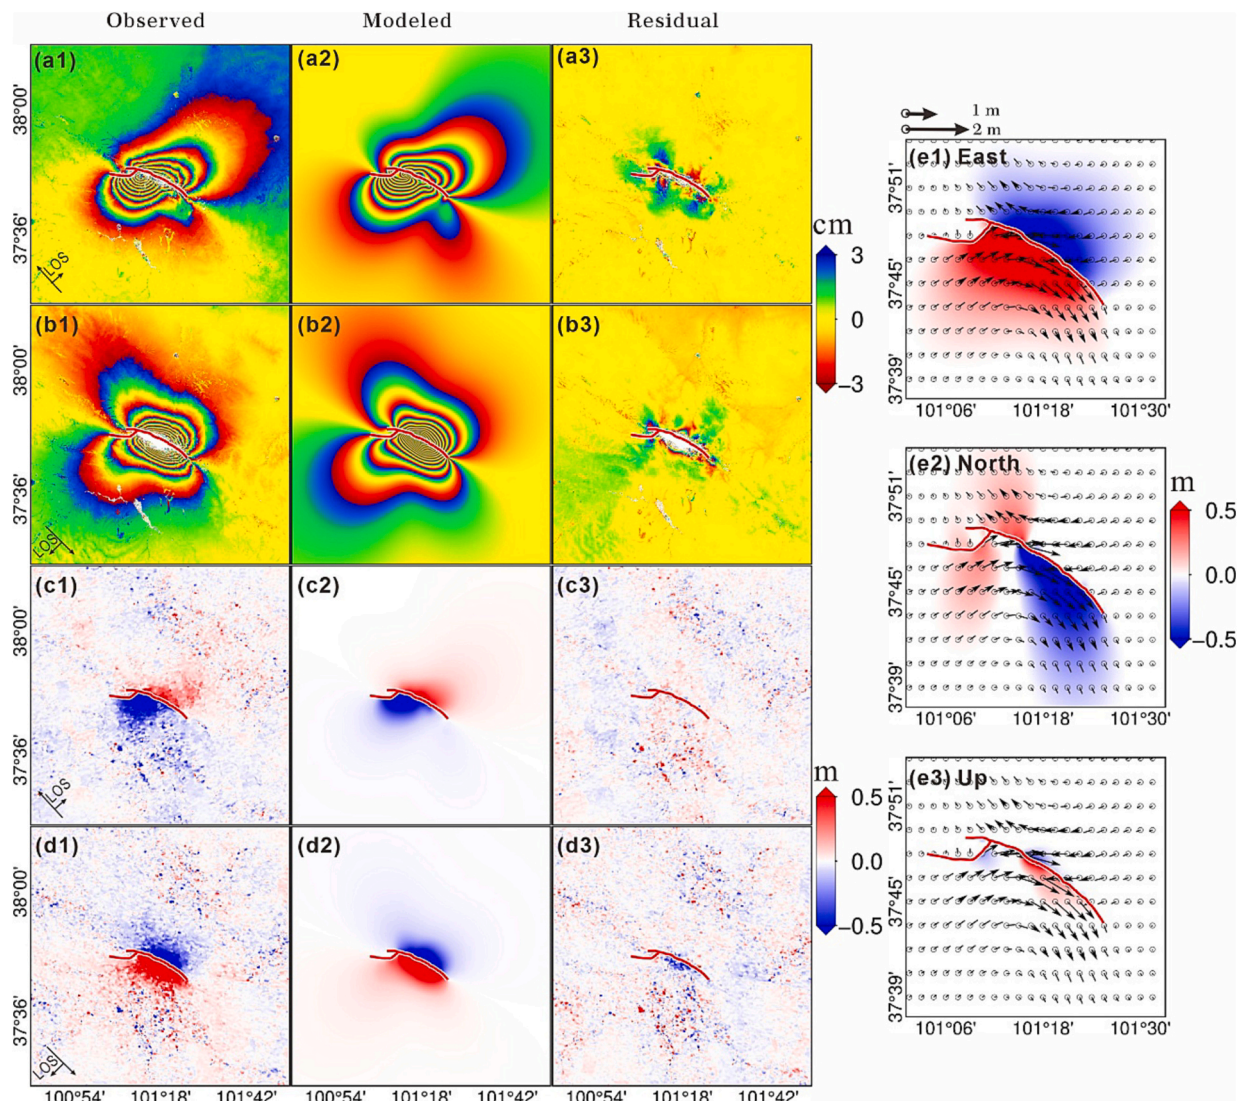 Observed Modeled Residual
(a1) (a2) (a3)
38°00'
37°36'
LOS
cm
3
0
−3
(b1) (b2) (b3)
38°00'
37°36'
LOS
(c1) (c2) (c3)
38°00'
37°36'
LOS
m
0.5
0.0
−0.5
(d1) (d2) (d3)
38°00'
37°36'
LOS
100°54' 101°18' 101°42' 100°54' 101°18' 101°42' 100°54' 101°18' 101°42'
1 m
2 m
(e1) East
37°51'
37°45'
37°39'
101°06' 101°18' 101°30'
(e2) North
37°51'
37°45'
37°39'
101°06' 101°18' 101°30'
m
0.5
0.0
−0.5
(e3) Up
37°51'
37°45'
37°39'
101°06' 101°18' 101°30'